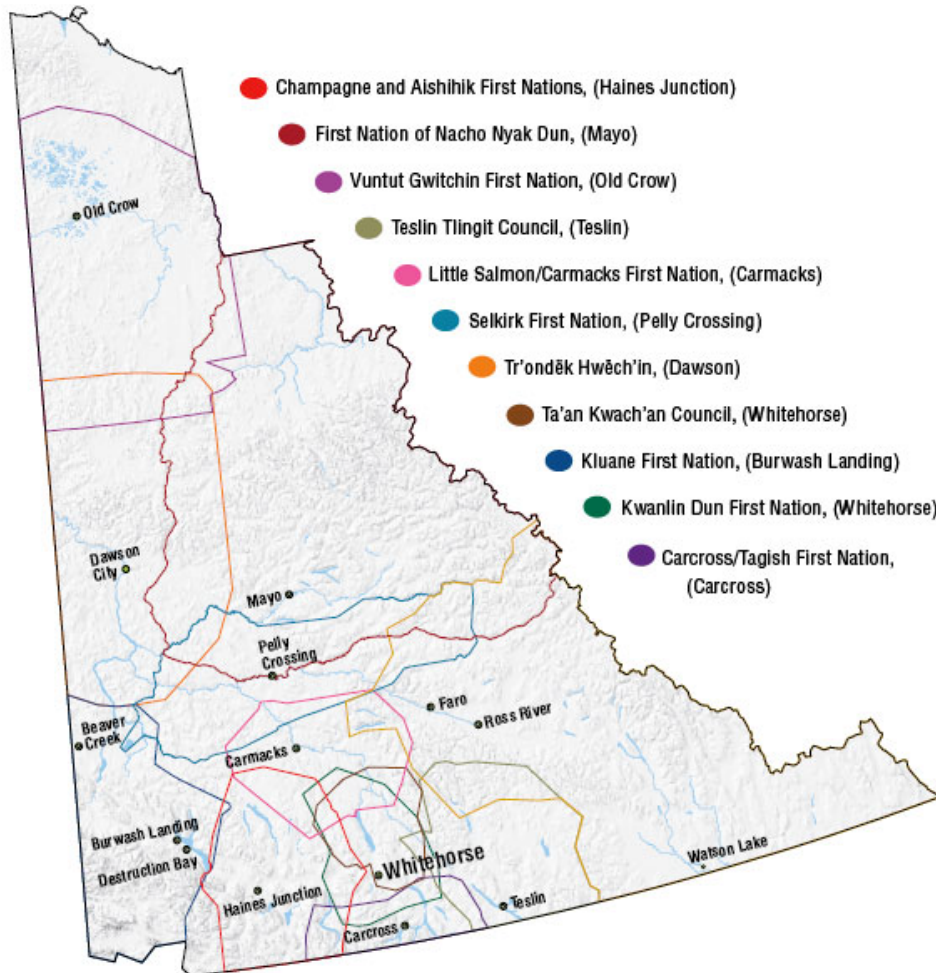 Champagne and Aishihik First Nations, (Haines Junction)
First Nation of Nacho Nyak Dun, (Mayo)
Vuntut Gwitchin First Nation, (Old Crow)
Teslin Tlingit Council, (Teslin)
Little Salmon/Carmacks First Nation, (Carmacks)
Selkirk First Nation, (Pelly Crossing)
Tr'ondëk Hwëch'in, (Dawson)
Ta'an Kwach'an Council, (Whitehorse)
Kluane First Nation, (Burwash Landing)
Kwanlin Dun First Nation, (Whitehorse)
Carcross/Tagish First Nation,
(Carcross)
Old Crow
Dawson
City
Mayo
Pelly
Crossing
Faro
Ross River
Beaver
Creek
Carmacks
Burwash Landing
Destruction Bay
Whitehorse
Watson Lake
Haines Junction
Teslin
Carcross